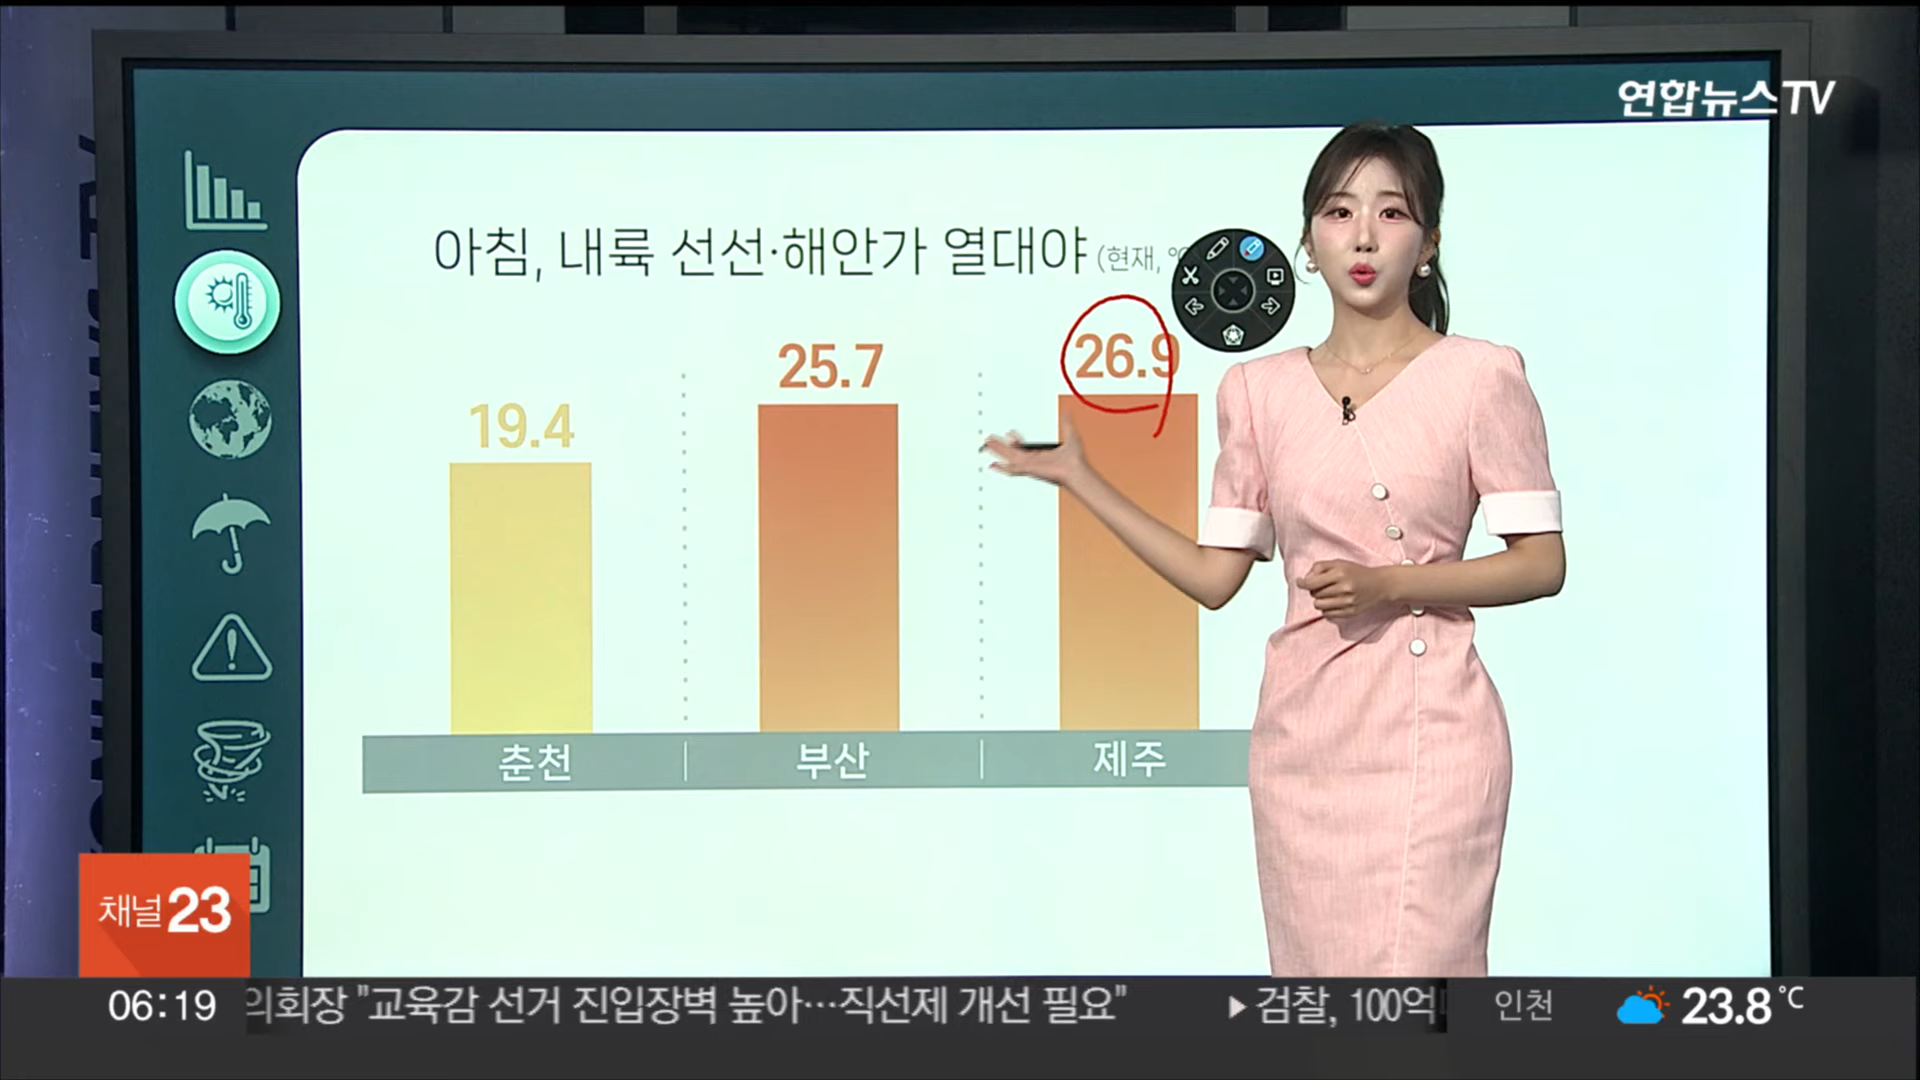 연합뉴스TV
아침, 내륙 선선·해안가 열대야 (현재,
19.4
25.7
26.9
춘천
부산
제주
채널23
06:19
의회장 "교육감 선거 진입장벽 높아…직선제 개선 필요"
▶검찰, 100억
인천
23.8℃